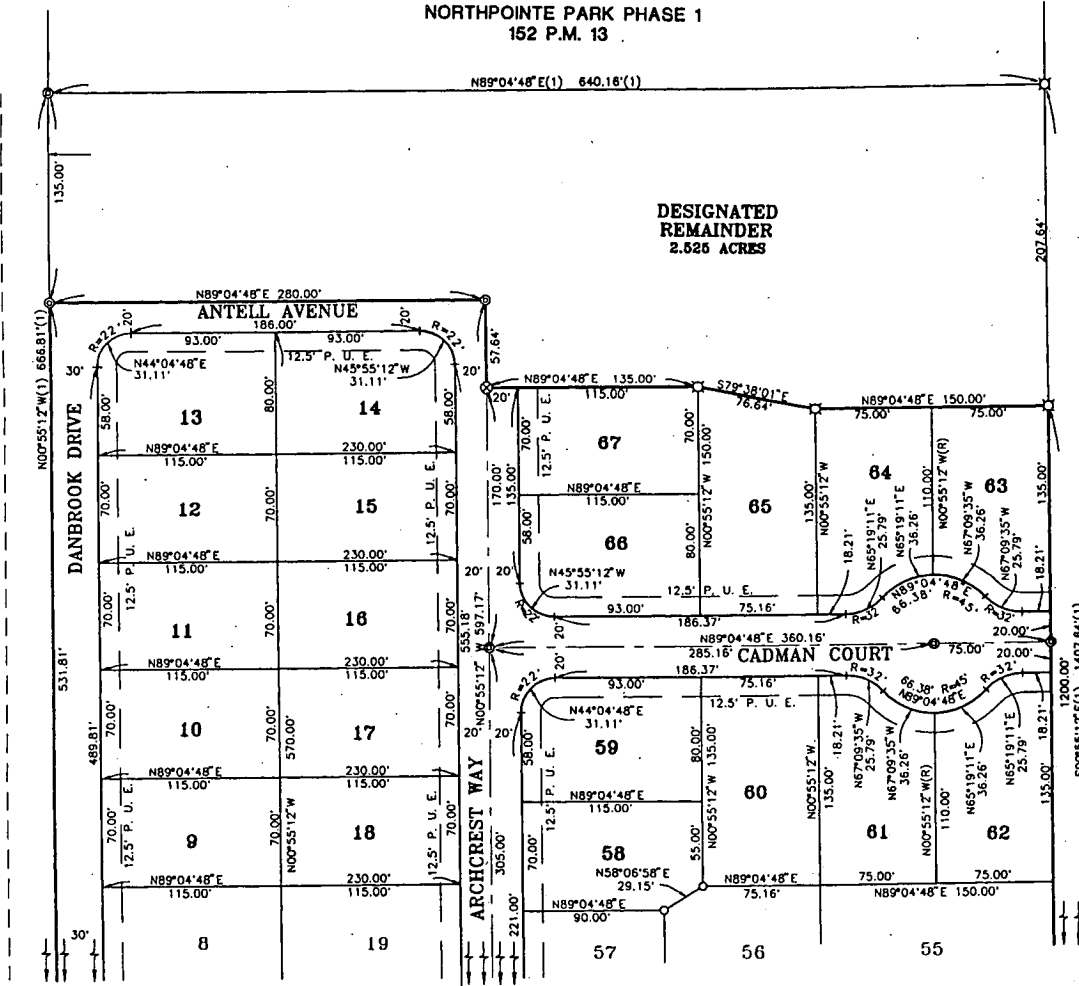 NORTHPOINTE PARK PHASE 1
152 P.M. 13
N89°04'48"E(1) 640.16'(1)
135.00'
DESIGNATED
REMAINDER
2.525 ACRES
207.64'
N89°04'48"E 280.00'
ANTELL AVENUE
186.00'
20'
20'
R=22'
R=22'
93.00'
93.00'
12.5' P. U. E.
N44°04'48"E
31.11'
N45°55'12"W
31.11'
57.64'
30'
20'
N00°55'12"W(1) 666.81'(1)
DANBROOK DRIVE
58.00'
13
80.00'
14
58.00'
N89°04'48"E 230.00'
115.00' 115.00'
70.00'
12
70.00'
15
70.00'
12.5' P. U. E.
12.5' P. U. E.
N89°04'48"E 230.00'
115.00' 115.00'
70.00'
11
70.00'
16
70.00'
N89°04'48"E 230.00'
115.00' 115.00'
531.81'
489.81'
70.00'
10
570.00'
17
70.00'
N89°04'48"E 230.00'
115.00' 115.00'
70.00'
9
70.00'
N00°55'12"W
18
70.00'
12.5' P. U. E.
12.5' P. U. E.
N89°04'48"E 230.00'
115.00' 115.00'
30'
8
19
20'
N89°04'48"E 135.00'
115.00'
S79°38'01"E
76.64'
N89°04'48"E 150.00'
75.00' 75.00'
70.00'
12.5' P. U. E.
67
70.00'
170.00'
135.00'
N89°04'48"E
115.00'
N00°55'12"W 150.00'
58.00'
66
80.00'
65
135.00'
N00°55'12"W
64
110.00'
N00°55'12"W(R)
63
135.00'
N65°19'11"E
25.79'
N65°19'11"E
36.26'
N67°09'35"W
36.26'
N67°09'35"W
25.79'
18.21'
18.21'
20' 20'
N45°55'12"W
31.11'
12.5' P. U. E.
R=22'
20'
93.00'
75.16'
186.37'
R=32'
N89°04'48"E
66.38' R=45'
R=32'
20.00'
555.18'
N00°55'12"W 597.17'
N89°04'48"E 360.16'
285.16'
CADMAN COURT
75.00'
20.00'
R=22'
20'
186.37'
93.00'
75.16'
12.5' P. U. E.
R=32'
66.38' R=45'
N89°04'48"E
R=32'
1200.00'
N44°04'48"E
31.11'
20' 20'
58.00'
59
80.00'
N00°55'12"W 135.00'
60
N00°55'12"W
135.00'
18.21'
N67°09'35"W
25.79'
N67°09'35"W
36.26'
N00°55'12"W(R)
110.00'
N65°19'11"E
36.26'
N65°19'11"E
25.79'
18.21'
135.00'
12.5' P. U. E.
N89°04'48"E
115.00'
61
62
ARCHCREST WAY
305.00'
70.00'
58
55.00'
N58°06'58"E
29.15'
N89°04'48"E
75.16'
75.00' 75.00'
N89°04'48"E 150.00'
221.00'
N89°04'48"E
90.00'
57
56
55